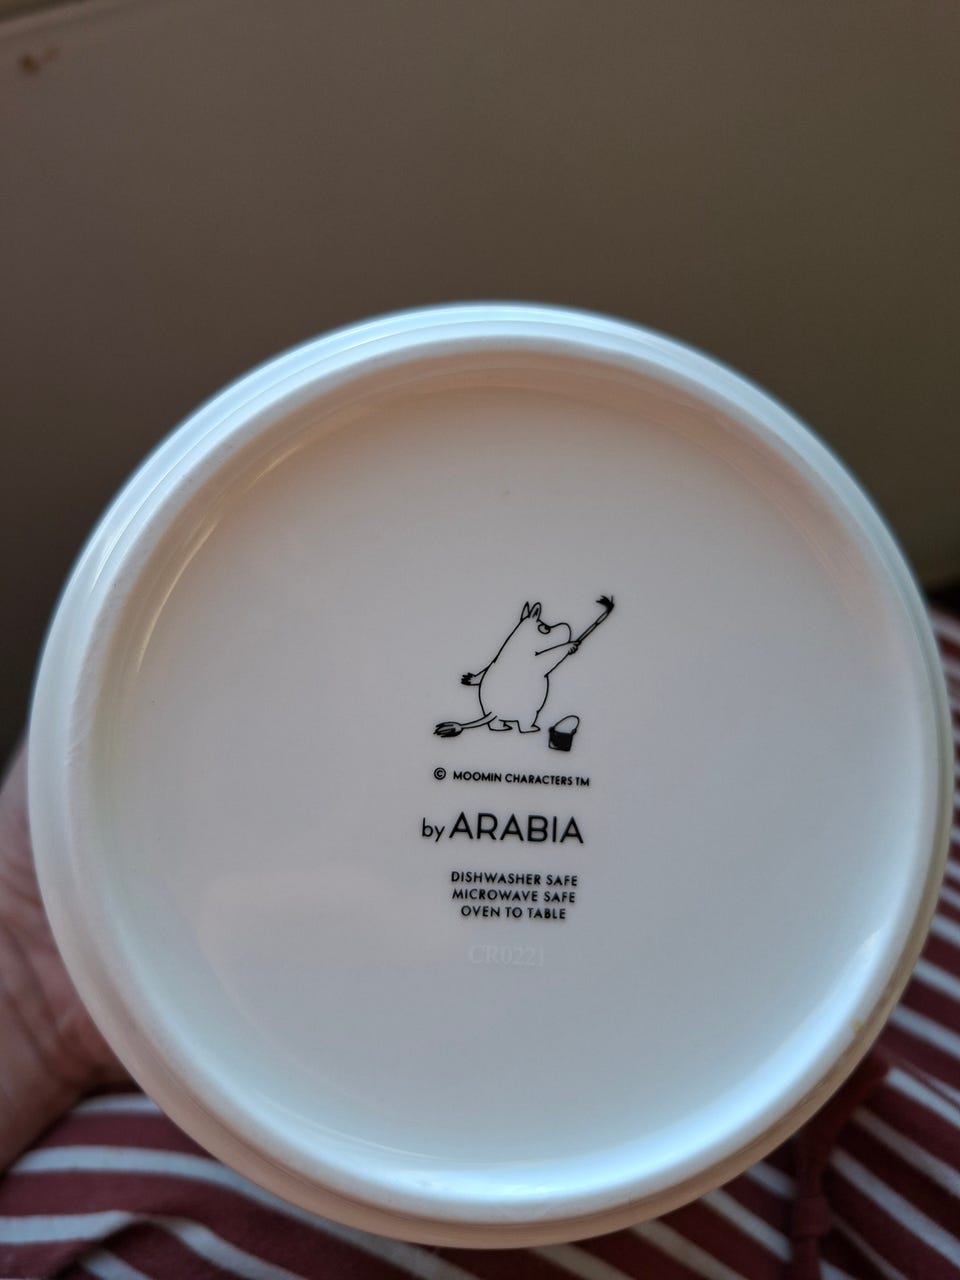 © MOOMIN CHARACTERS TM
by ARABIA
DISHWASHER SAFE
MICROWAVE SAFE
OVEN TO TABLE
CR0221